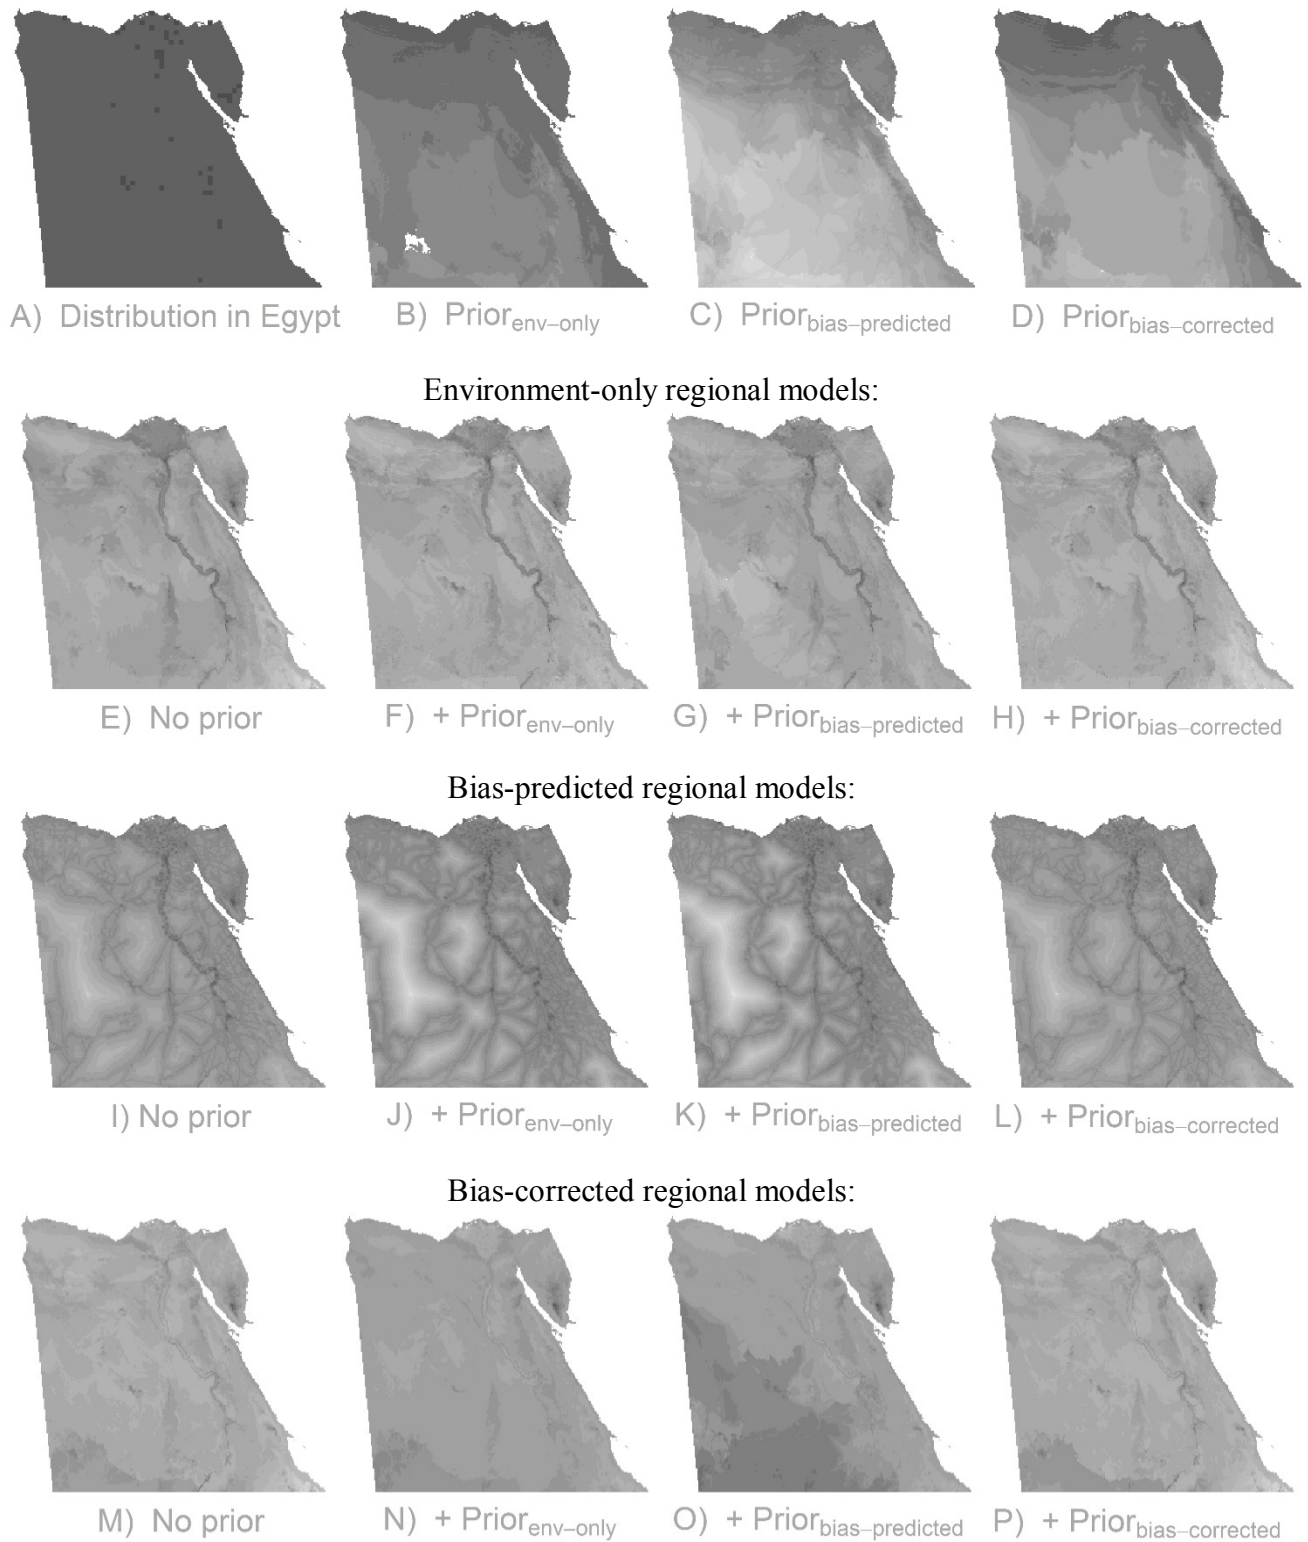 A) Distribution in Egypt B) Prior env–only C) Prior bias–predicted D) Prior bias–corrected
Environment-only regional models:
E) No prior F) + Prior env–only G) + Prior bias–predicted H) + Prior bias–corrected
Bias-predicted regional models:
I) No prior J) + Prior env–only K) + Prior bias–predicted L) + Prior bias–corrected
Bias-corrected regional models:
M) No prior N) + Prior env–only O) + Prior bias–predicted P) + Prior bias–corrected